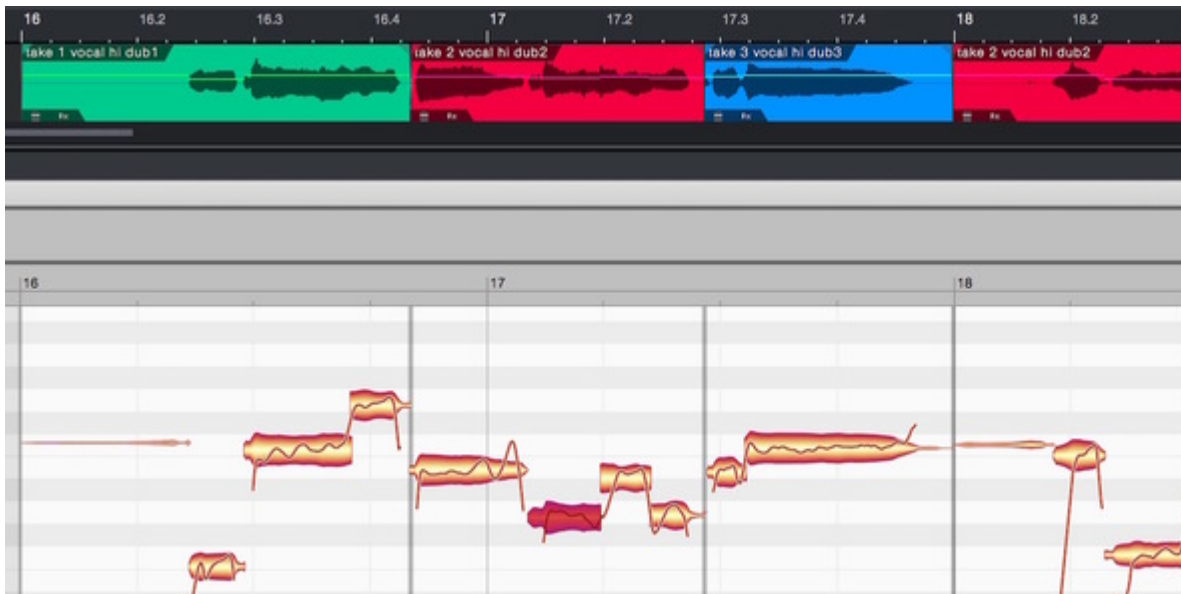 16 16.2 16.3 16.4 17 17.2 17.3 17.4 18 18.2
take 1 vocal hi dub1 take 2 vocal hi dub2 take 3 vocal hi dub3 take 2 vocal hi dub2
16 17 18